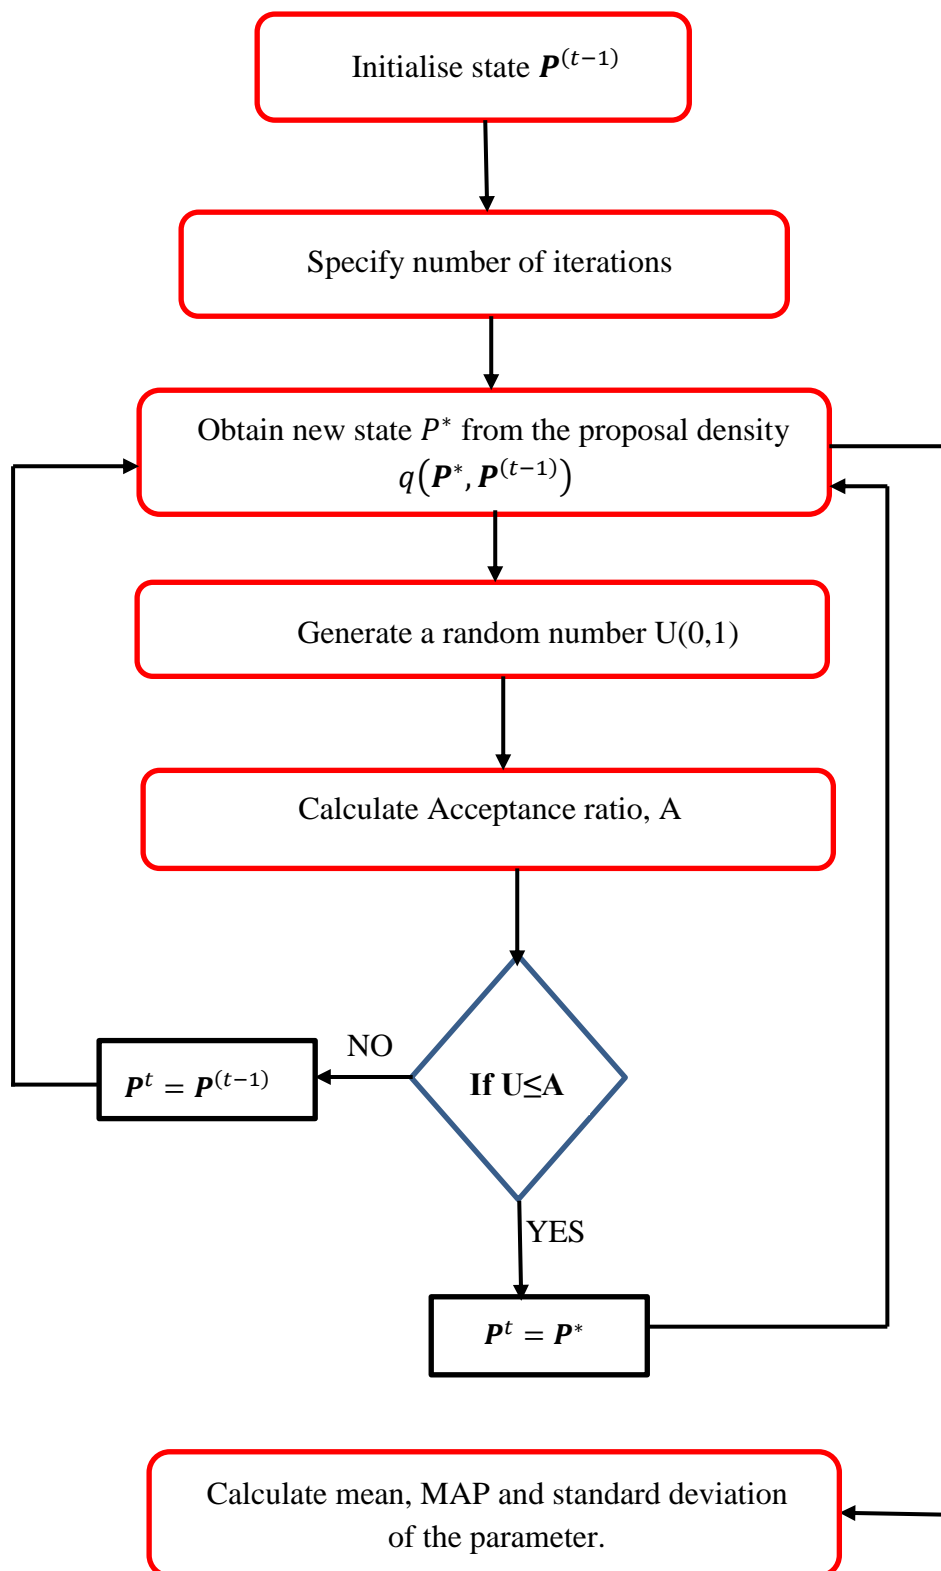 Initialise state P^(t−1)
Specify number of iterations
Obtain new state P* from the proposal density
q(P*, P^(t−1))
Generate a random number U(0,1)
Calculate Acceptance ratio, A
NO
P^t = P^(t−1)
If U≤A
YES
P^t = P*
Calculate mean, MAP and standard deviation
of the parameter.